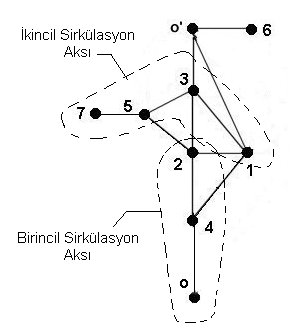 İkincil Sirkülasyon
Aksı
o'
6
3
7
5
2
1
Birincil Sirkülasyon
Aksı
4
o